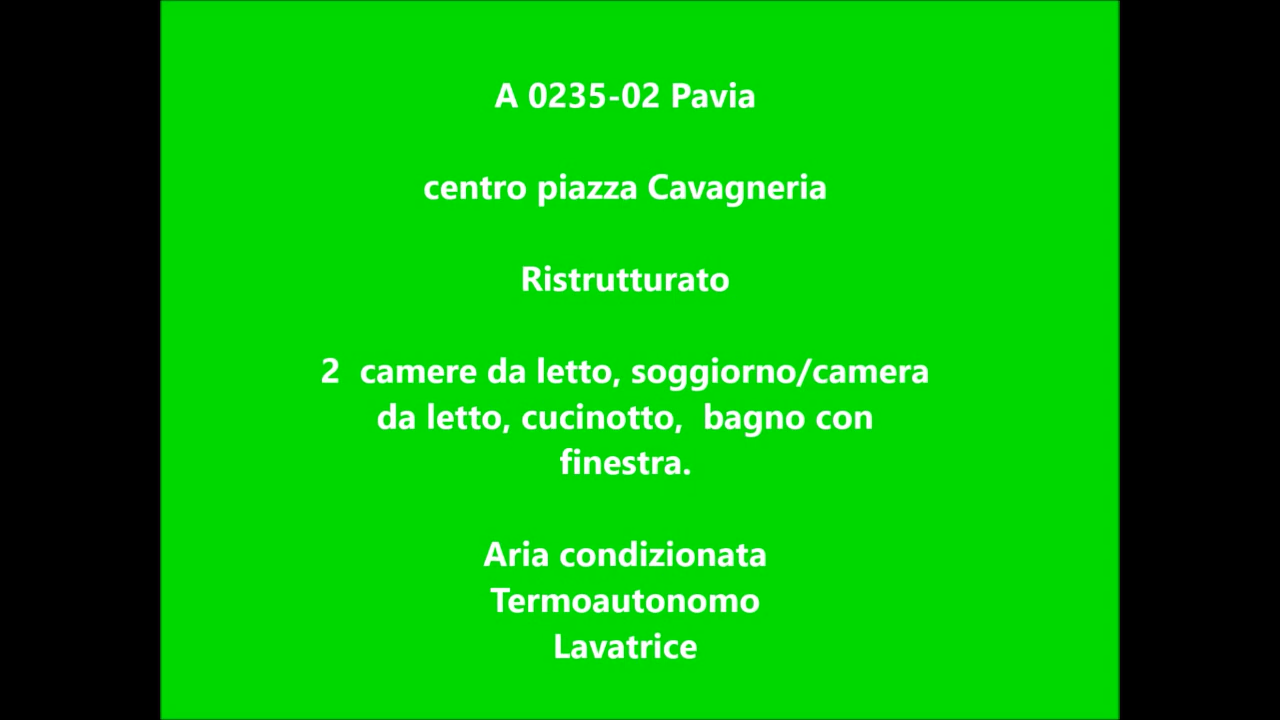 A 0235-02 Pavia
centro piazza Cavagneria
Ristrutturato
2  camere da letto, soggiorno/camera
da letto, cucinotto,  bagno con
finestra.
Aria condizionata
Termoautonomo
Lavatrice